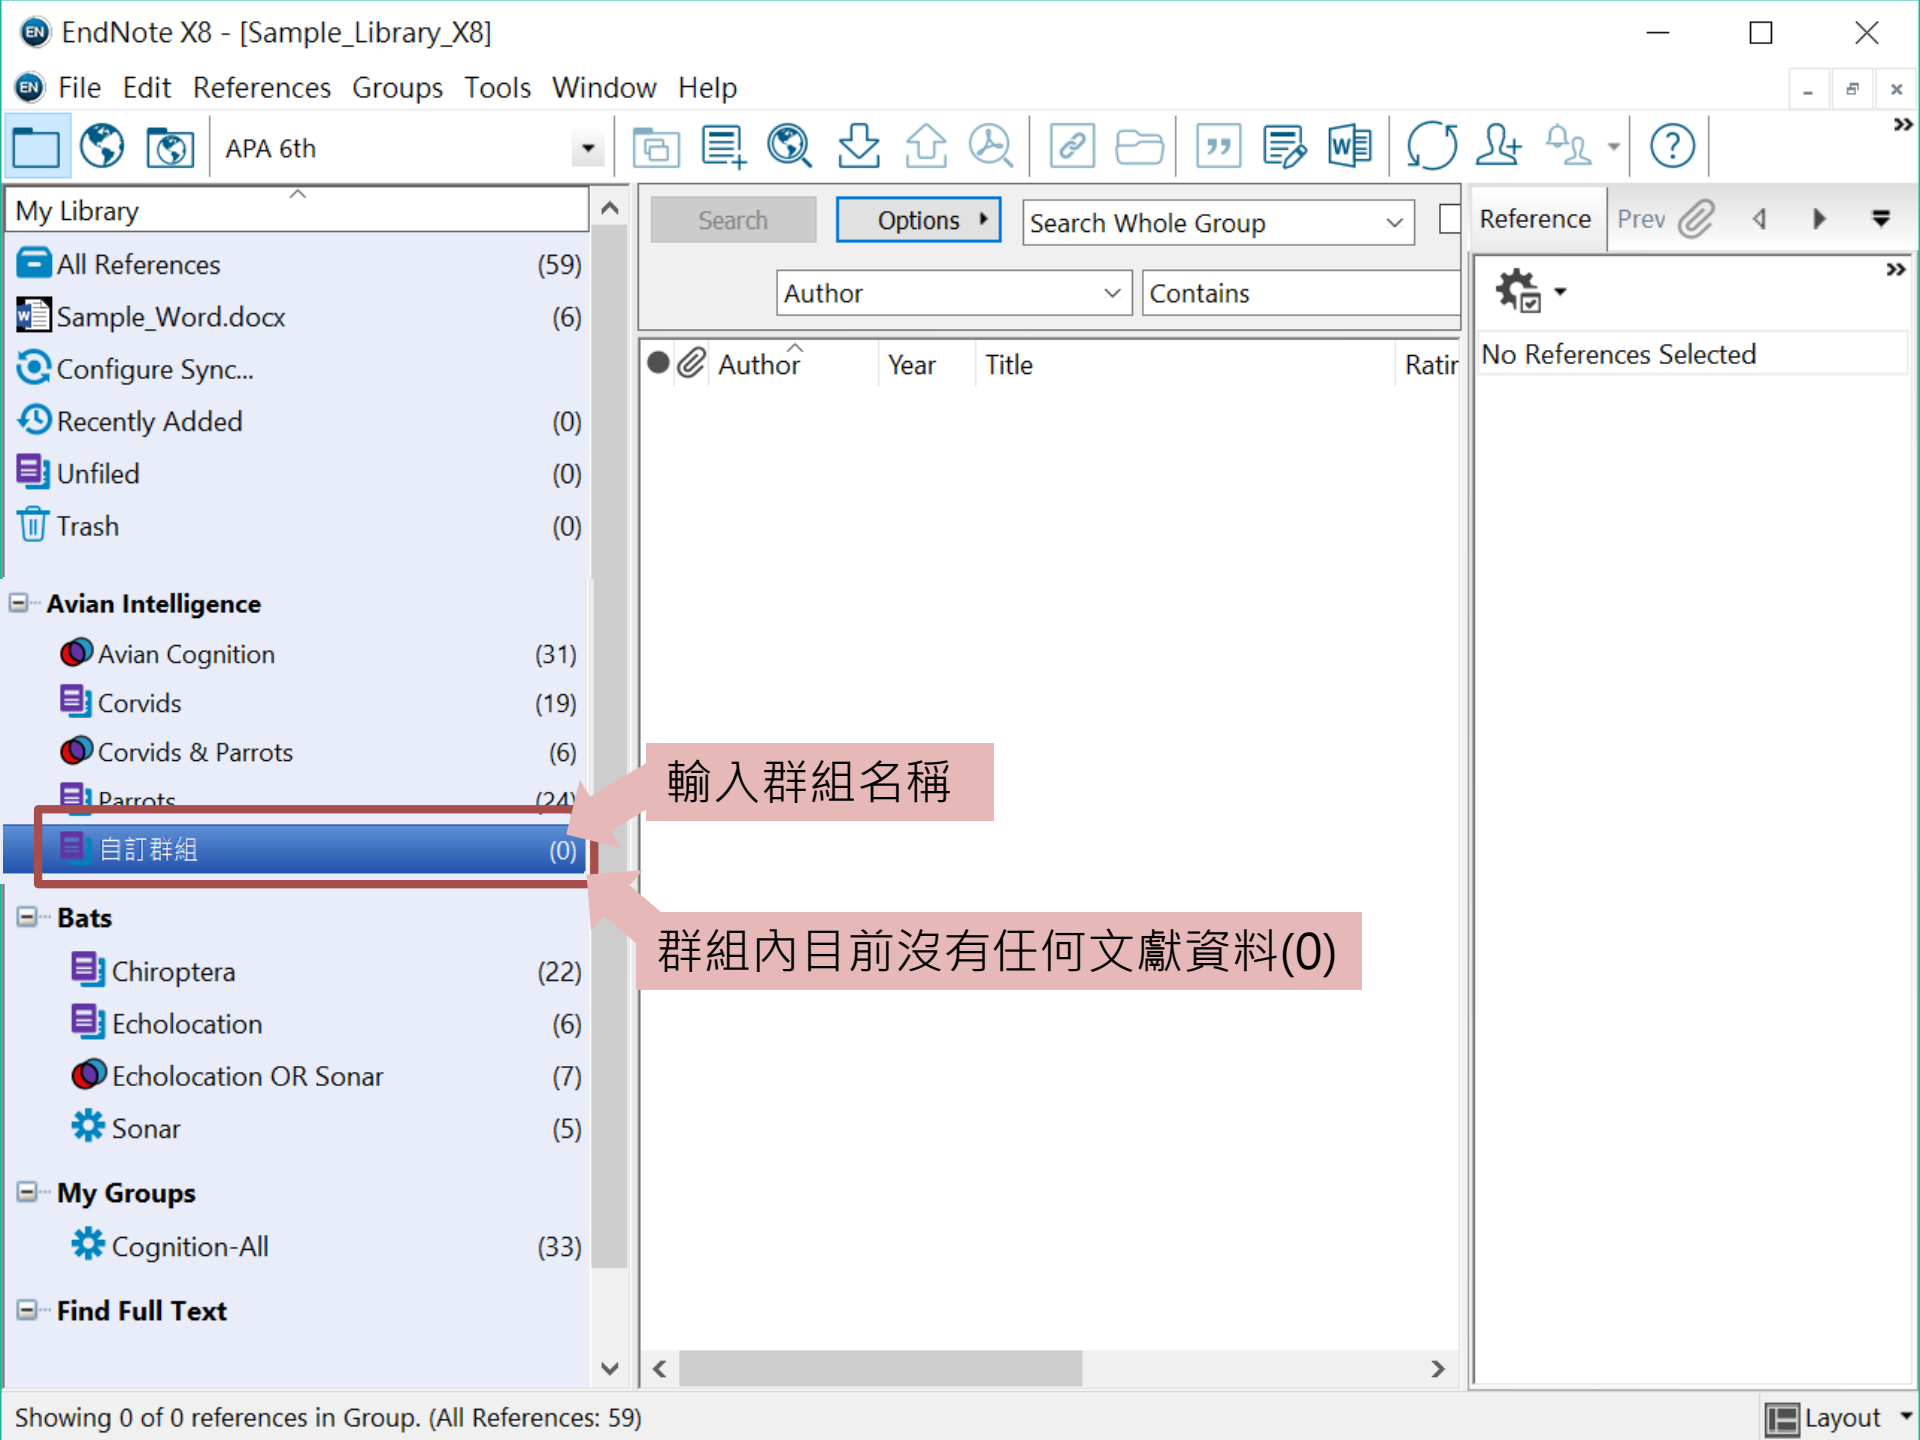 EndNote X8 - [Sample_Library_X8]
File Edit References Groups Tools Window Help
APA 6th
My Library
All References (59)
Sample_Word.docx (6)
Configure Sync...
Recently Added (0)
Unfiled (0)
Trash (0)
Avian Intelligence
Avian Cognition (31)
Corvids (19)
Corvids & Parrots (6)
Parrots (24)
自訂群組 (0)
Bats
Chiroptera (22)
Echolocation (6)
Echolocation OR Sonar (7)
Sonar (5)
My Groups
Cognition-All (33)
Find Full Text
Search Options Search Whole Group
Author Contains
Author Year Title Ratin
輸入群組名稱
群組內目前沒有任何文獻資料(0)
Reference Prev
No References Selected
Showing 0 of 0 references in Group. (All References: 59)
Layout